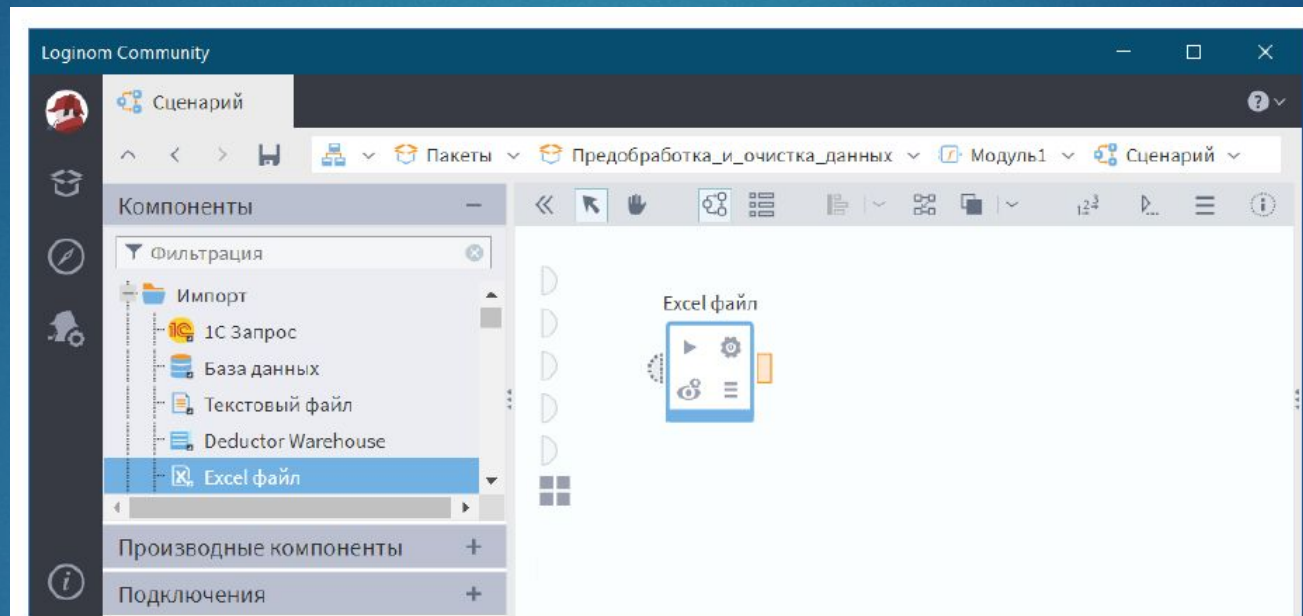 Loginom Community
Сценарий
Пакеты Предобработка_и_очистка_данных Модуль1 Сценарий
Компоненты
Фильтрация
Импорт
1С Запрос
База данных
Текстовый файл
Deductor Warehouse
Excel файл
Производные компоненты
Подключения
Excel файл